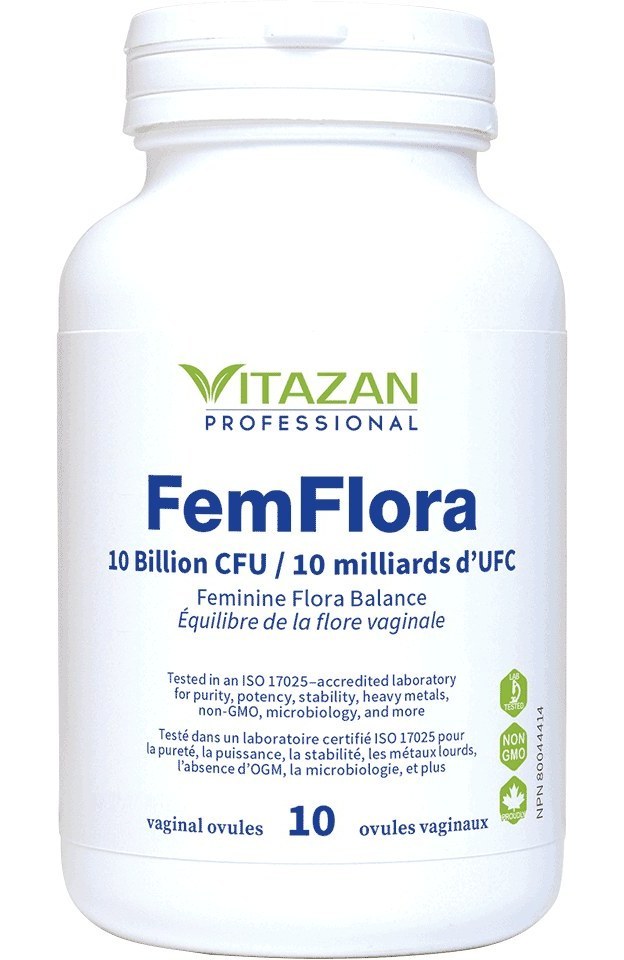 VITAZAN
PROFESSIONAL
FemFlora
10 Billion CFU / 10 milliards d’UFC
Feminine Flora Balance
Équilibre de la flore vaginale
Tested in an ISO 17025–accredited laboratory
for purity, potency, stability, heavy metals,
non-GMO, microbiology, and more
Testé dans un laboratoire certifié ISO 17025 pour
la pureté, la puissance, la stabilité, les métaux lourds,
l’absence d’OGM, la microbiologie, et plus
vaginal ovules 10 ovules vaginaux
LAB
TESTED
NON
GMO
PROUDLY
NPN 80044414